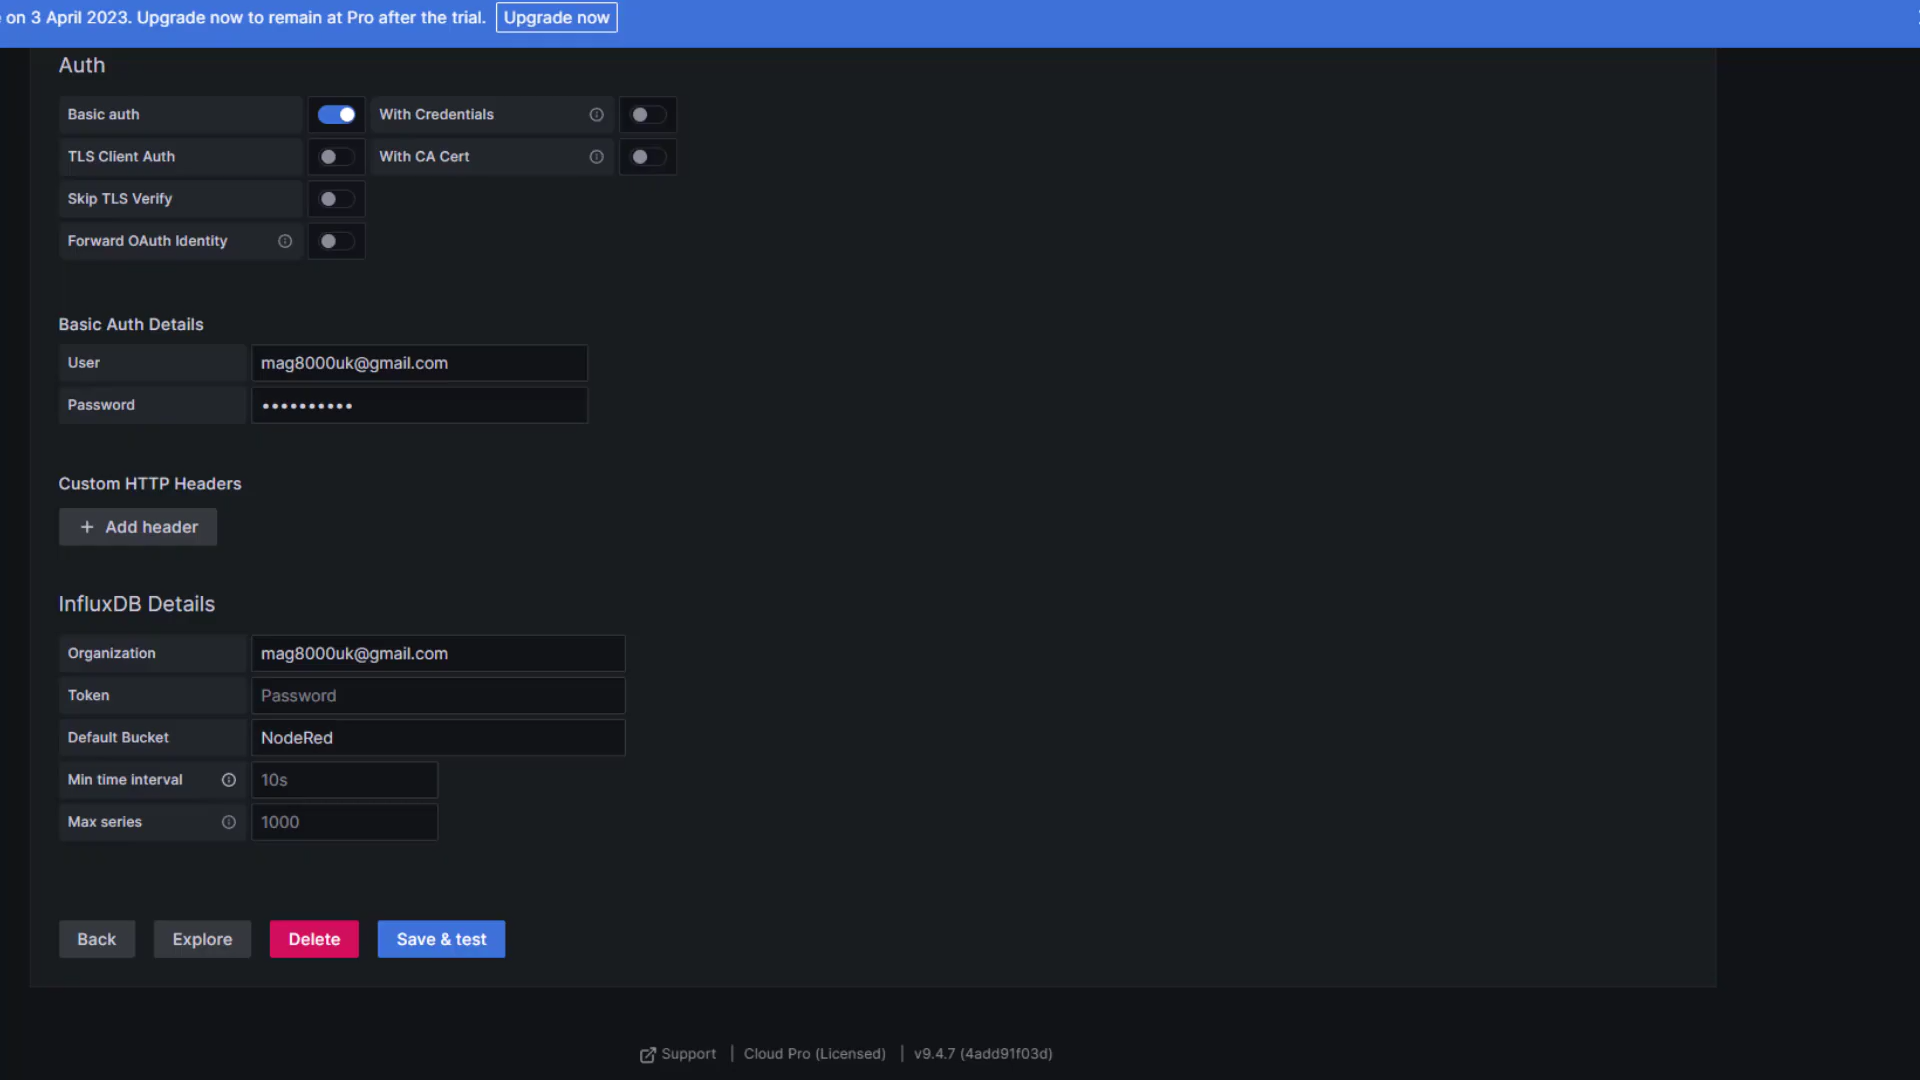 on 3 April 2023. Upgrade now to remain at Pro after the trial. Upgrade now
Auth
Basic auth With Credentials
TLS Client Auth With CA Cert
Skip TLS Verify
Forward OAuth Identity
Basic Auth Details
User mag8000uk@gmail.com
Password ••••••••••
Custom HTTP Headers
+ Add header
InfluxDB Details
Organization mag8000uk@gmail.com
Token Password
Default Bucket NodeRed
Min time interval 10s
Max series 1000
Back Explore Delete Save & test
Support | Cloud Pro (Licensed) | v9.4.7 (4add91f03d)